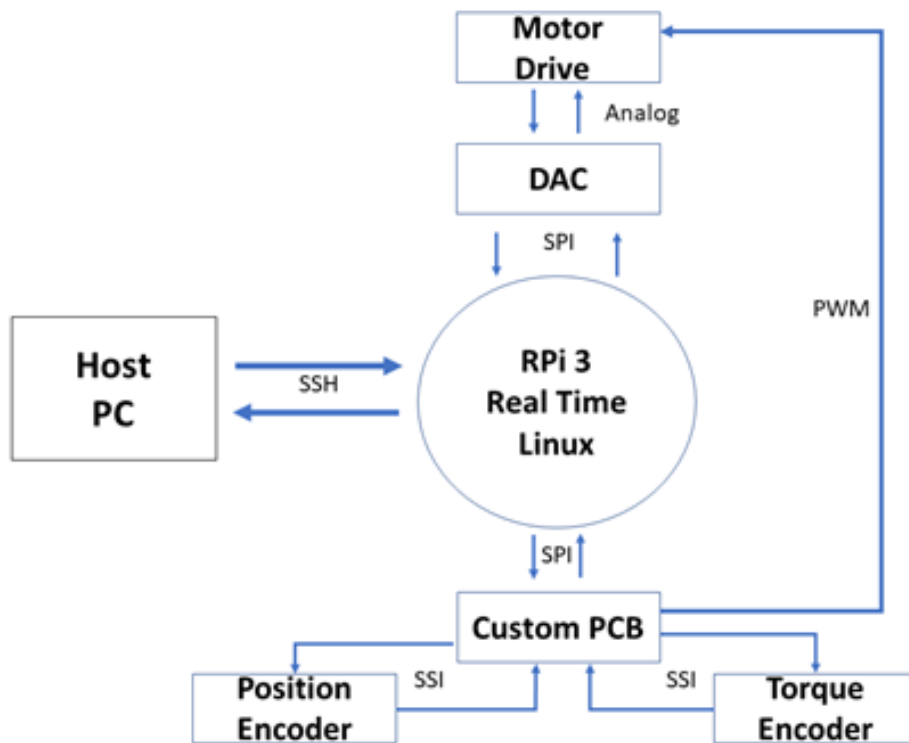 Motor
Drive
Analog
DAC
SPI
PWM
Host
PC
SSH
RPi 3
Real Time
Linux
SPI
Custom PCB
SSI
SSI
Position
Encoder
Torque
Encoder